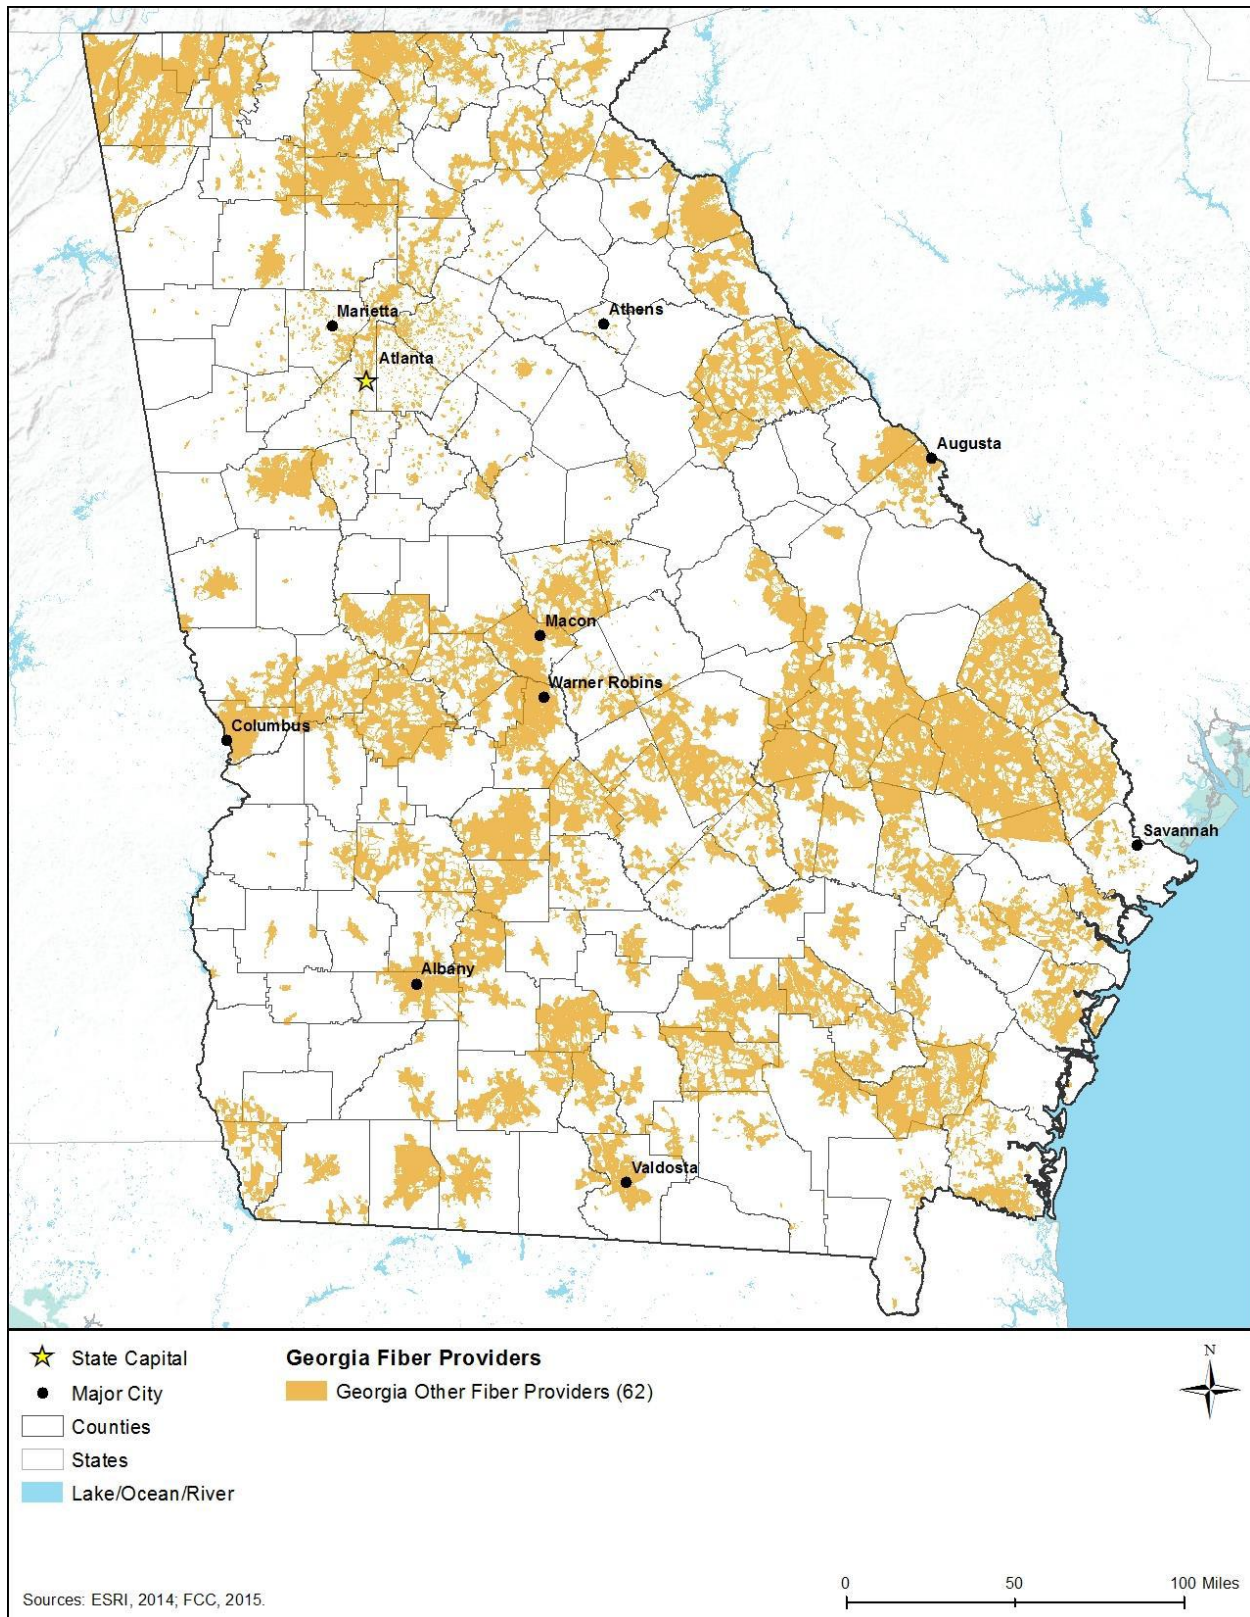 Marietta
Athens
Atlanta
Augusta
Macon
Warner Robins
Columbus
Savannah
Albany
Valdosta
State Capital
Georgia Fiber Providers
N
Major City
Georgia Other Fiber Providers (62)
Counties
States
Lake/Ocean/River
0 50 100 Miles
Sources: ESRI, 2014; FCC, 2015.